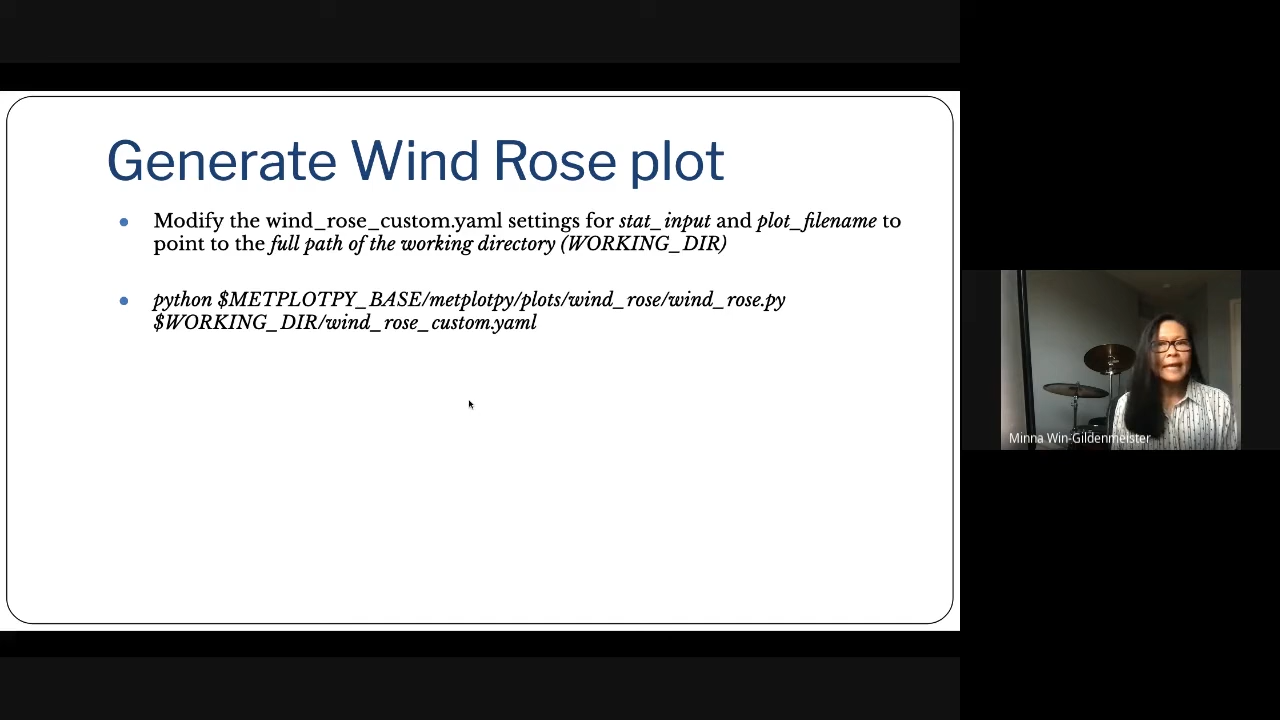 Generate Wind Rose plot
Modify the wind_rose_custom.yaml settings for stat_input and plot_filename to
point to the full path of the working directory (WORKING_DIR)
python $METPLOTPY_BASE/metplotpy/plots/wind_rose/wind_rose.py
$WORKING_DIR/wind_rose_custom.yaml
Minna Win-Gildenmeister